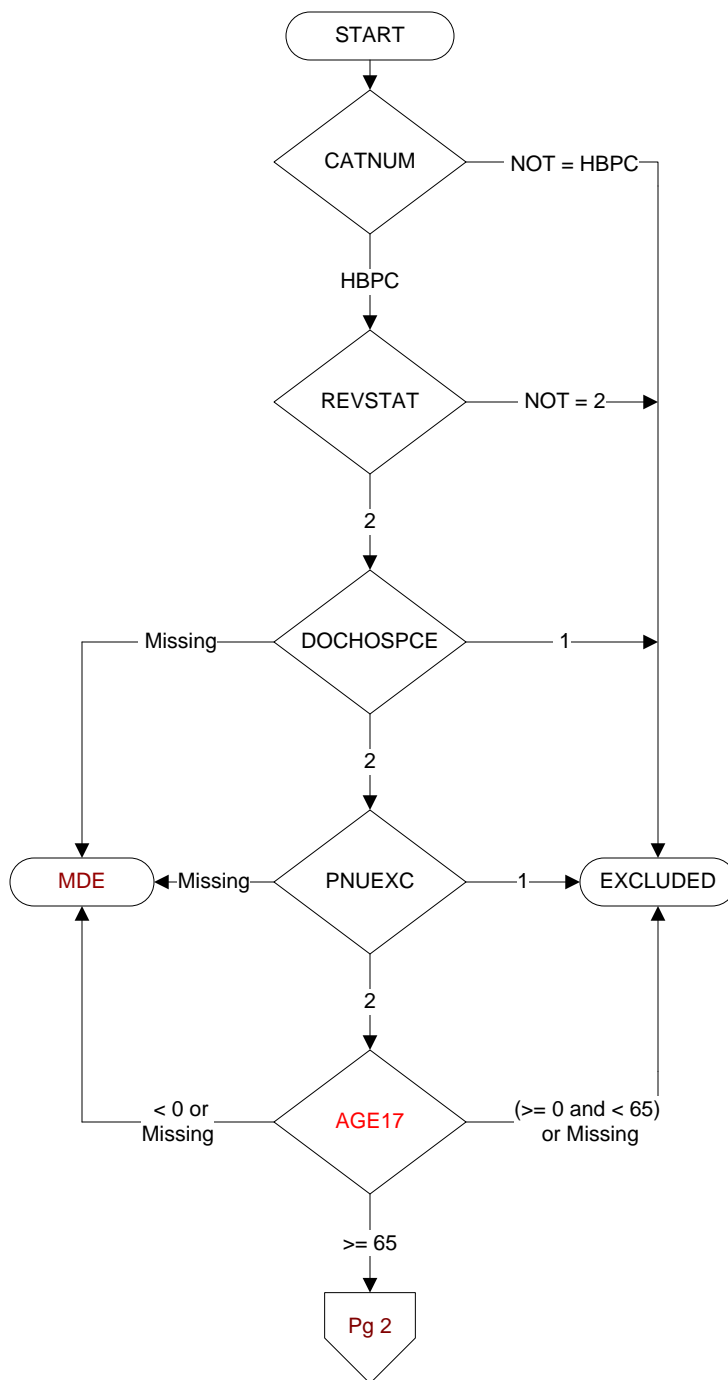 START
CATNUM
NOT = HBPC
HBPC
REVSTAT
NOT = 2
2
Missing
DOCHOSPCE
1
2
MDE
Missing
PNUEXC
1
EXCLUDED
2
< 0 or
Missing
AGE17
(>= 0 and < 65)
or Missing
>= 65
Pg 2